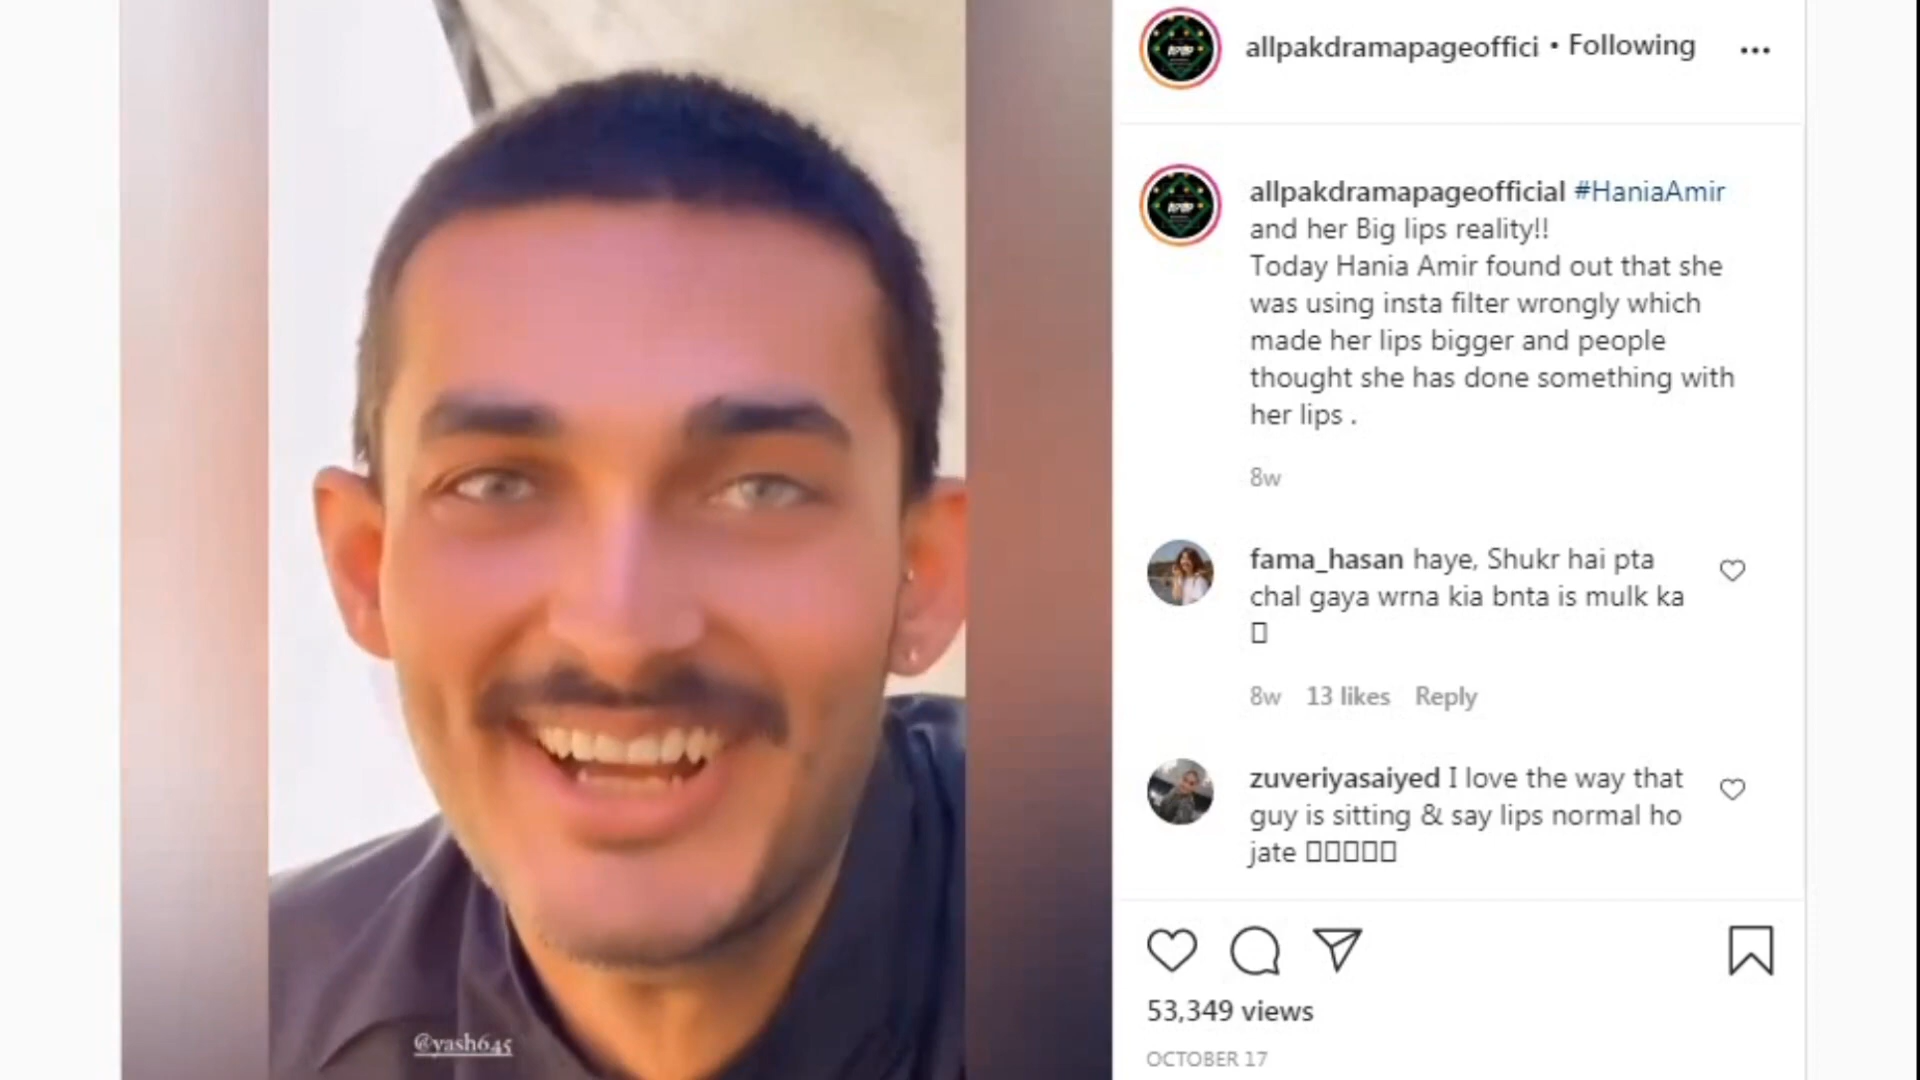 allpakdramapageoffici • Following
allpakdramapageofficial #HaniaAmir
and her Big lips reality!!
Today Hania Amir found out that she
was using insta filter wrongly which
made her lips bigger and people
thought she has done something with
her lips .
8w
fama_hasan haye, Shukr hai pta
chal gaya wrna kia bnta is mulk ka
8w 13 likes Reply
zuveriyasaiyed I love the way that
guy is sitting & say lips normal ho
jate
53,349 views
OCTOBER 17
@yash645